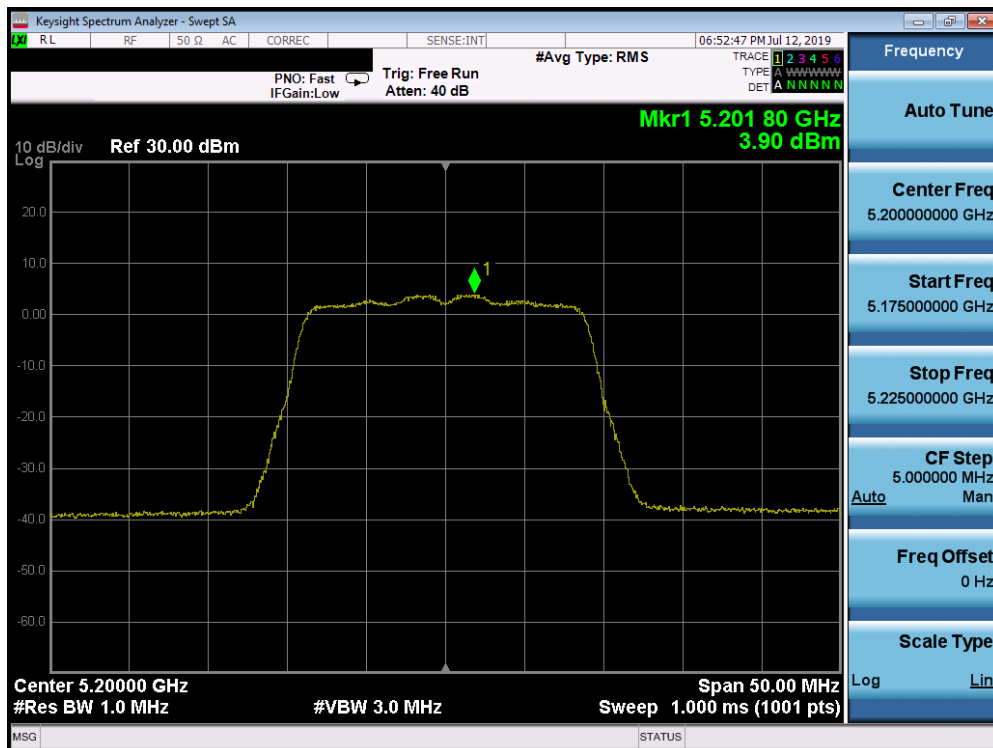 Keysight Spectrum Analyzer - Swept SA
LXI RL RF 50 Ω AC CORREC SENSE:INT 06:52:47 PM Jul 12, 2019
PNO: Fast
IFGain:Low
Trig: Free Run
Atten: 40 dB
#Avg Type: RMS
TRACE 1 2 3 4 5 6
TYPE A WWWWW
DET A N N N N N
Mkr1 5.201 80 GHz
3.90 dBm
10 dB/div
Log
Ref 30.00 dBm
20.0
10.0
0.00
-10.0
-20.0
-30.0
-40.0
-50.0
-60.0
1
Center 5.20000 GHz
#Res BW 1.0 MHz
#VBW 3.0 MHz
Span 50.00 MHz
Sweep 1.000 ms (1001 pts)
MSG
STATUS
Frequency
Auto Tune
Center Freq
5.200000000 GHz
Start Freq
5.175000000 GHz
Stop Freq
5.225000000 GHz
CF Step
5.000000 MHz
Auto Man
Freq Offset
0 Hz
Scale Type
Log Lin